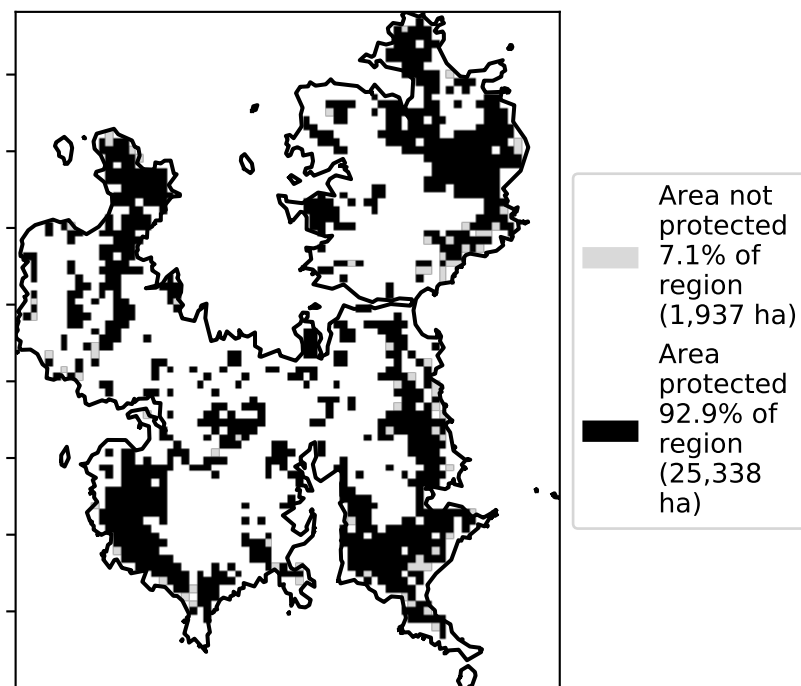 Area not
protected
7.1% of
region
(1,937 ha)
Area
protected
92.9% of
region
(25,338
ha)